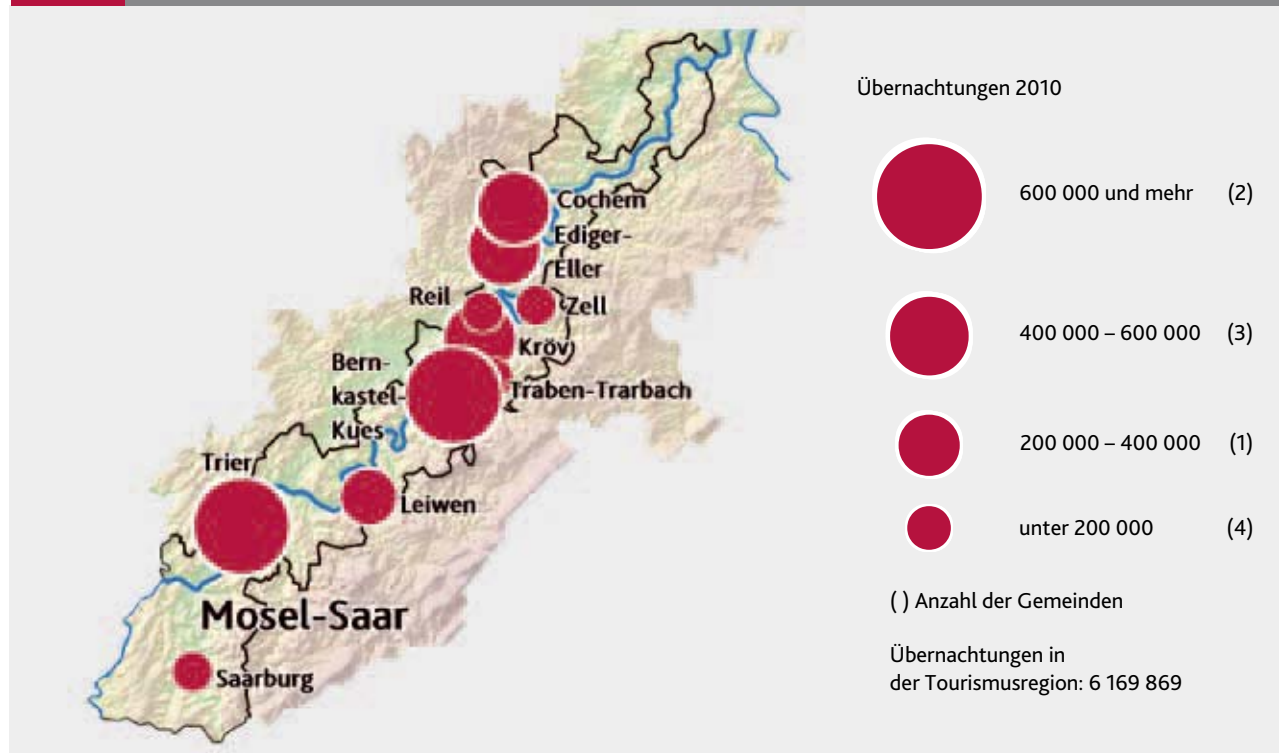 Cochem
Ediger-
Eller
Reil
Zell
Kröv
Bern-
kastel-
Kues
Traben-Trarbach
Trier
Leiwen
Mosel-Saar
Saarburg
Übernachtungen 2010
600 000 und mehr (2)
400 000 – 600 000 (3)
200 000 – 400 000 (1)
unter 200 000 (4)
( ) Anzahl der Gemeinden
Übernachtungen in
der Tourismusregion: 6 169 869